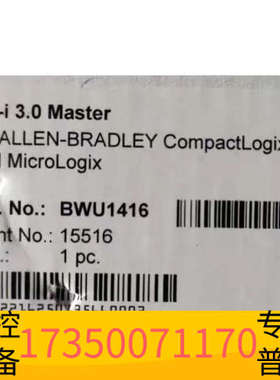 -i 3.0 Master
ALLEN-BRADLEY CompactLogix
MicroLogix
. No.: BWU1416
nt No.: 15516
.: 1 pc.
控 专
备 17350071170